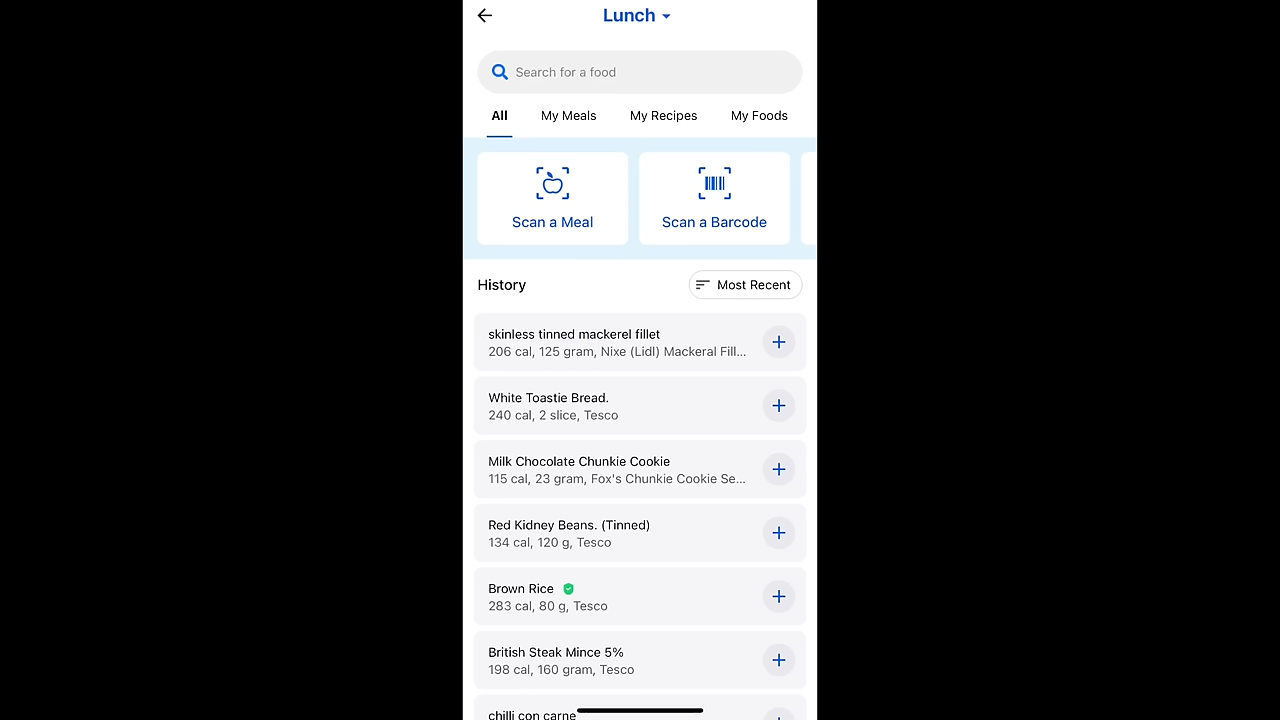 Lunch
Search for a food
All My Meals My Recipes My Foods
Scan a Meal Scan a Barcode
History Most Recent
skinless tinned mackerel fillet
206 cal, 125 gram, Nixe (Lidl) Mackeral Fill...
White Toastie Bread.
240 cal, 2 slice, Tesco
Milk Chocolate Chunkie Cookie
115 cal, 23 gram, Fox's Chunkie Cookie Se...
Red Kidney Beans. (Tinned)
134 cal, 120 g, Tesco
Brown Rice
283 cal, 80 g, Tesco
British Steak Mince 5%
198 cal, 160 gram, Tesco
chilli con carne